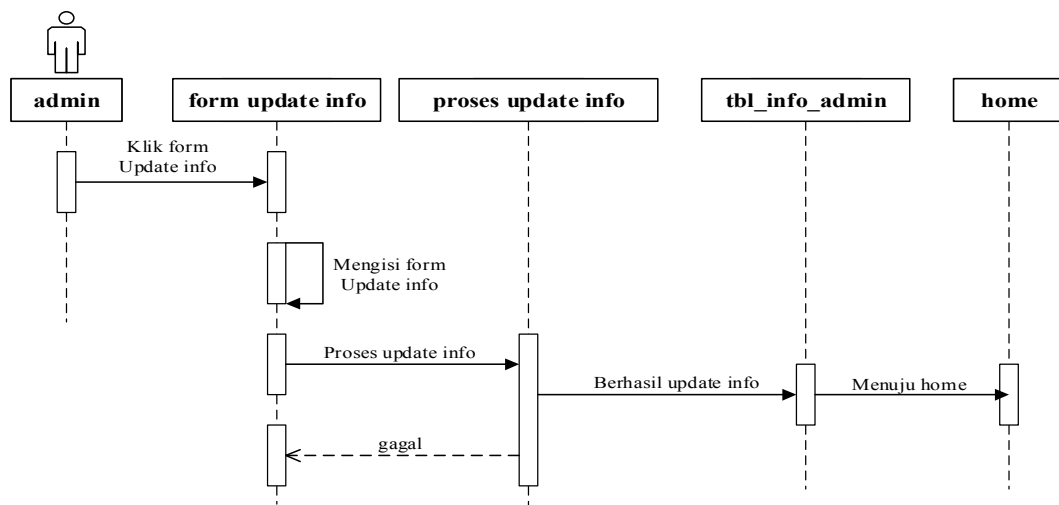 admin
form update info
proses update info
tbl_info_admin
home
Klik form
Update info
Mengisi form
Update info
Proses update info
Berhasil update info
Menuju home
gagal